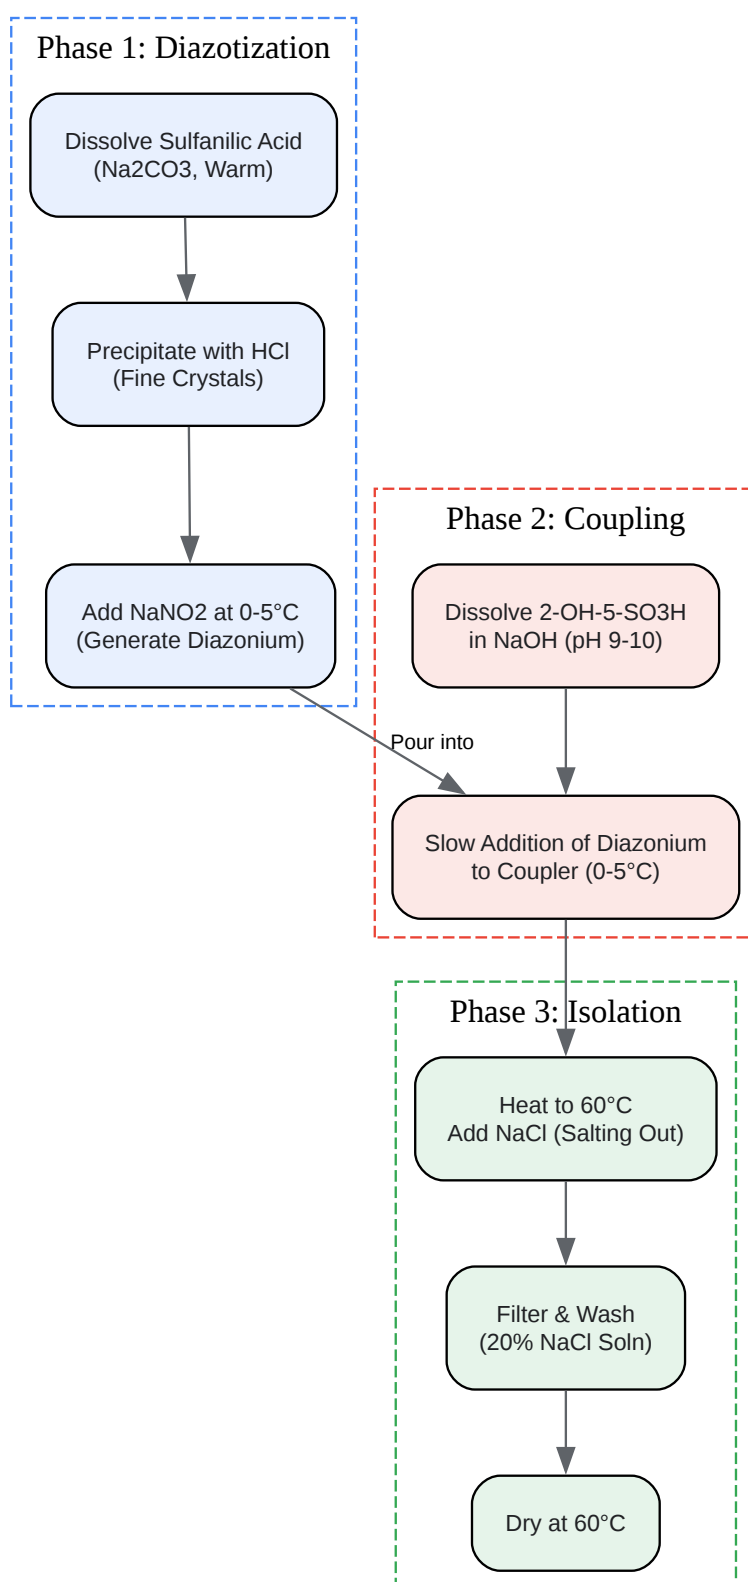 Phase 1: Diazotization
Dissolve Sulfanilic Acid
(Na2CO3, Warm)
Precipitate with HCl
(Fine Crystals)
Add NaNO2 at 0-5°C
(Generate Diazonium)
Phase 2: Coupling
Dissolve 2-OH-5-SO3H
in NaOH (pH 9-10)
Pour into
Slow Addition of Diazonium
to Coupler (0-5°C)
Phase 3: Isolation
Heat to 60°C
Add NaCl (Salting Out)
Filter & Wash
(20% NaCl Soln)
Dry at 60°C